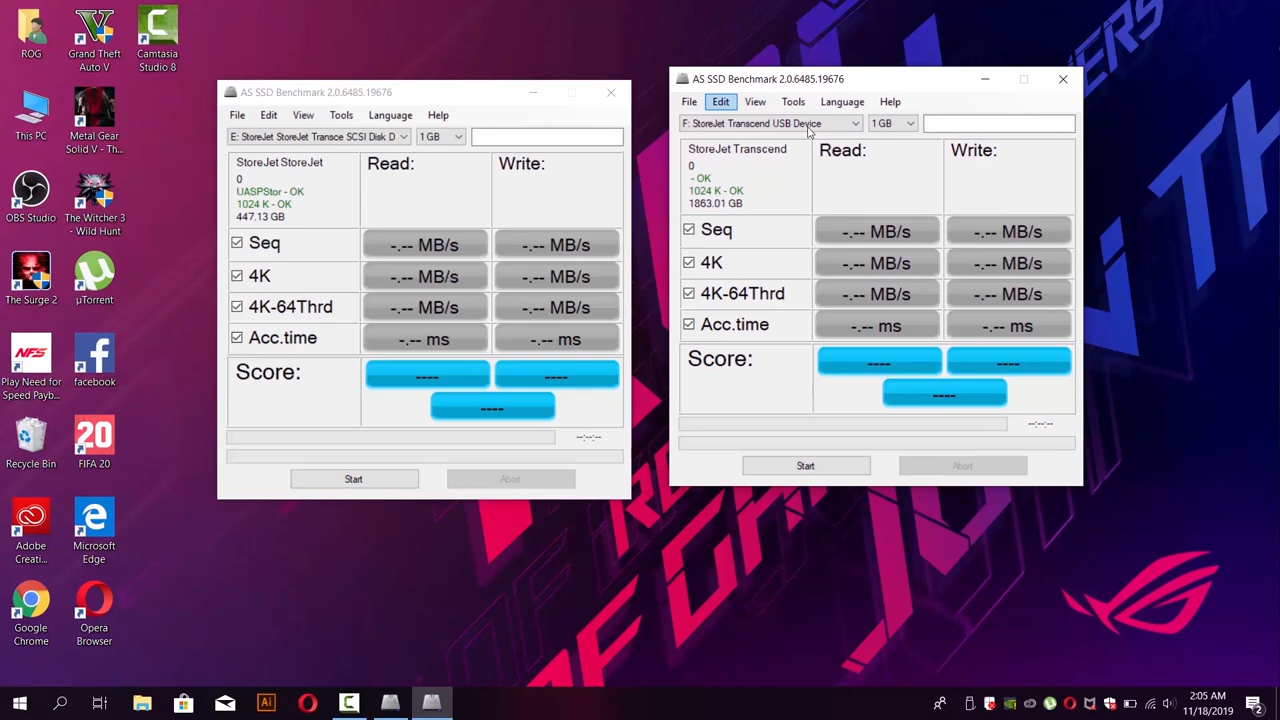 ROG
Grand Theft
Auto V
Camtasia
Studio 8
This PC
Metal Gear
Solid V - Th...
OBS Studio
The Witcher 3
- Wild Hunt
The Surge 2
µTorrent
Play Need for
Speed Payb...
facebook
Recycle Bin
FIFA 20
Adobe
Creati...
Microsoft
Edge
Google
Chrome
Opera
Browser
AS SSD Benchmark 2.0.6485.19676
File Edit View Tools Language Help
E: StoreJet StoreJet Transce SCSI Disk D
1 GB
StoreJet StoreJet
0
UASPStor - OK
1024 K - OK
447.13 GB
Read:
Write:
Seq
-.-- MB/s
-.-- MB/s
4K
-.-- MB/s
-.-- MB/s
4K-64Thrd
-.-- MB/s
-.-- MB/s
Acc.time
-.-- ms
-.-- ms
Score:
----
----
----
--:--:--
Start
Abort
AS SSD Benchmark 2.0.6485.19676
File Edit View Tools Language Help
F: StoreJet Transcend USB Device
1 GB
StoreJet Transcend
0
- OK
1024 K - OK
1863.01 GB
Read:
Write:
Seq
-.-- MB/s
-.-- MB/s
4K
-.-- MB/s
-.-- MB/s
4K-64Thrd
-.-- MB/s
-.-- MB/s
Acc.time
-.-- ms
-.-- ms
Score:
----
----
----
--:--:--
Start
Abort
2:05 AM
11/18/2019